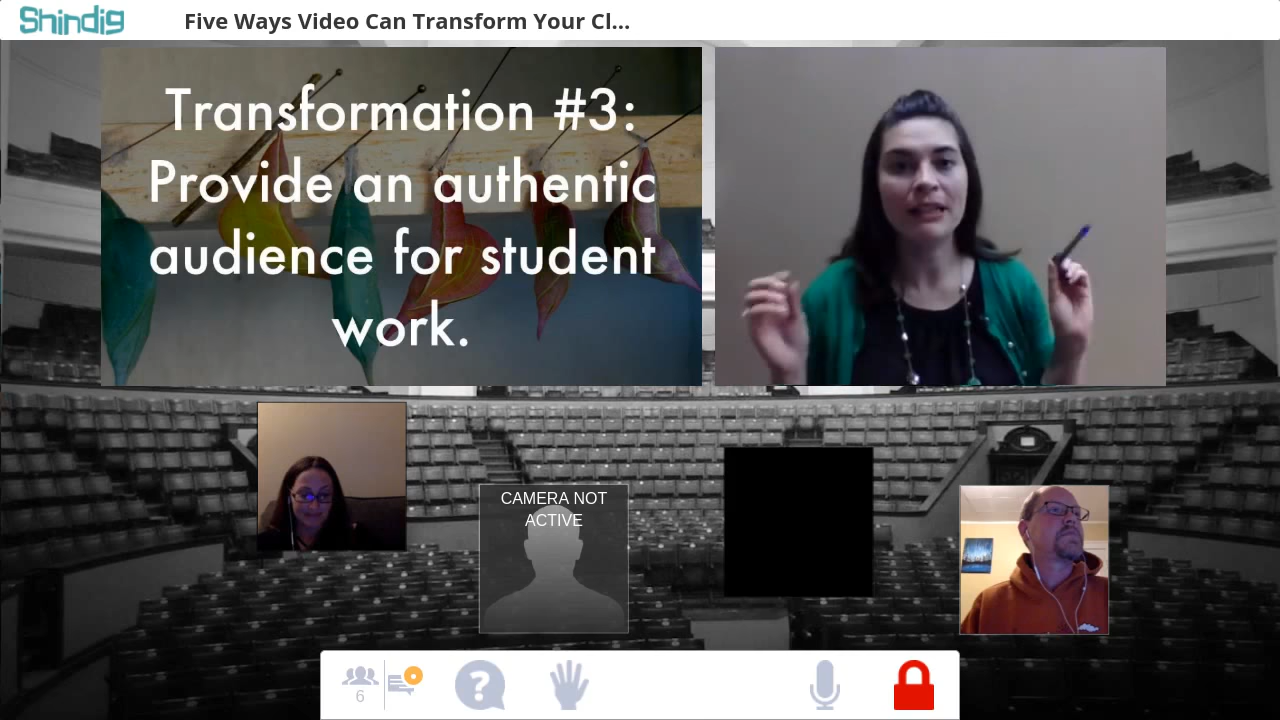 Shindig
Five Ways Video Can Transform Your Cl...
Transformation #3:
Provide an authentic
audience for student
work.
CAMERA NOT
ACTIVE
?
6